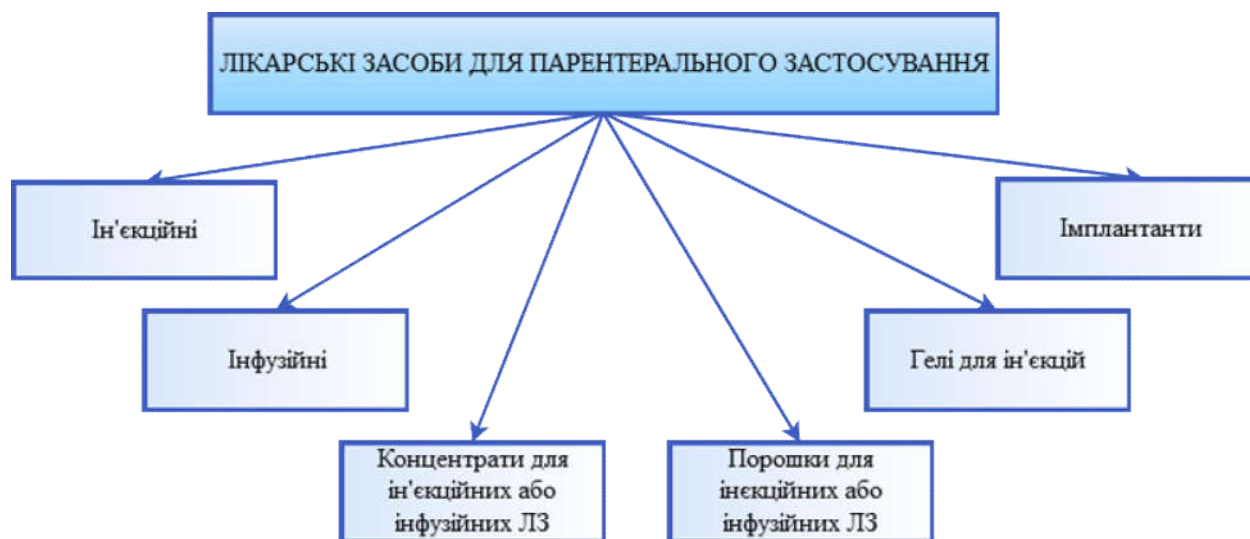 ЛІКАРСЬКІ ЗАСОБИ ДЛЯ ПАРЕНТЕРАЛЬНОГО ЗАСТОСУВАННЯ
Ін'єкційні
Імплантанти
Інфузійні
Гелі для ін'єкцій
Концентрати для
ін'єкційних або
інфузійних ЛЗ
Порошки для
інєкційних або
інфузійних ЛЗ